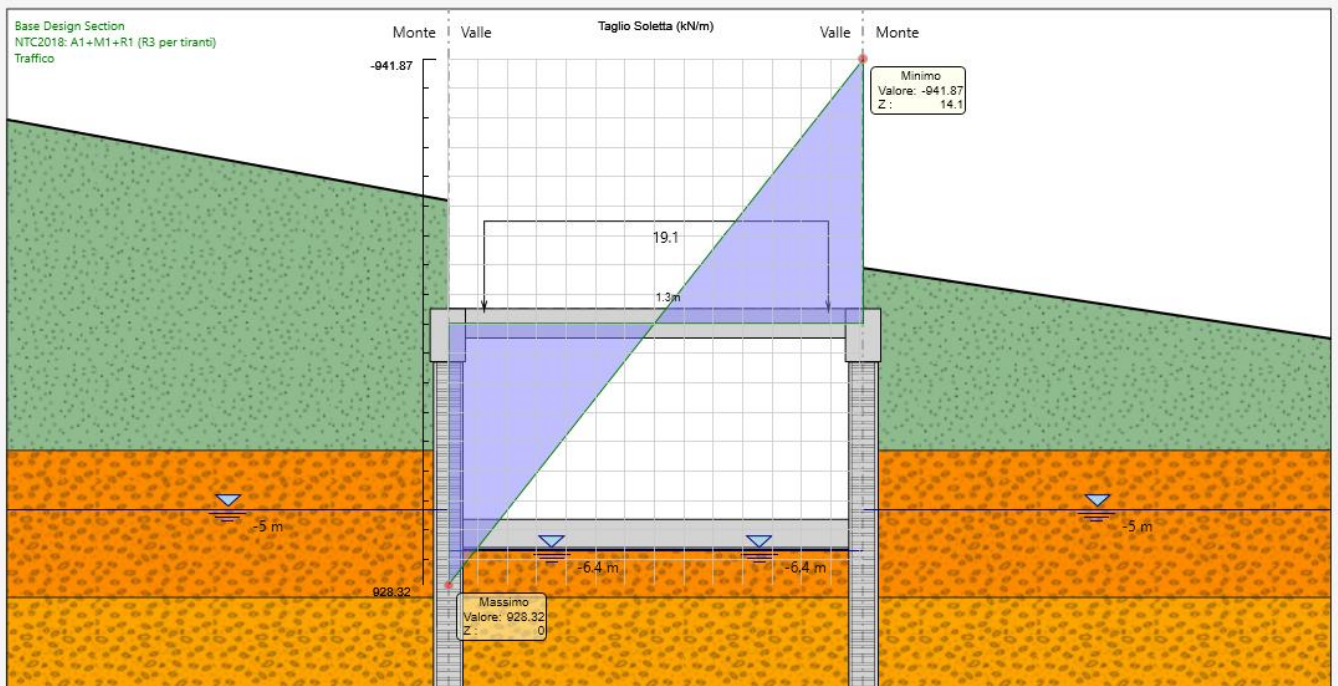 Base Design Section
NTC2018: A1+M1+R1 (R3 per tiranti)
Traffico
Taglio Soletta (kN/m)
Monte
Valle
Valle
Monte
-941.87
Minimo
Valore: -941.87
Z : 14.1
19.1
1.3m
-5 m
-5 m
-6.4 m
-6.4 m
928.32
Massimo
Valore: 928.32
Z : 0